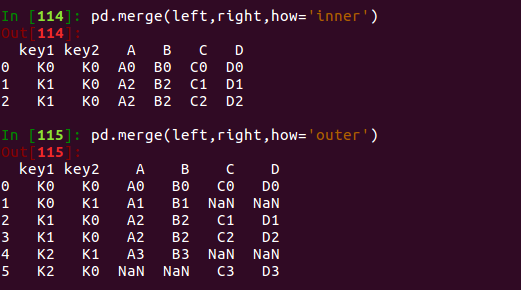 In [114]: pd.merge(left,right,how='inner')
Out[114]:
  key1 key2   A   B   C   D
0   K0   K0  A0  B0  C0  D0
1   K1   K0  A2  B2  C1  D1
2   K1   K0  A2  B2  C2  D2
In [115]: pd.merge(left,right,how='outer')
Out[115]:
  key1 key2    A    B    C    D
0   K0   K0   A0   B0   C0   D0
1   K0   K1   A1   B1  NaN  NaN
2   K1   K0   A2   B2   C1   D1
3   K1   K0   A2   B2   C2   D2
4   K2   K1   A3   B3  NaN  NaN
5   K2   K0  NaN  NaN   C3   D3